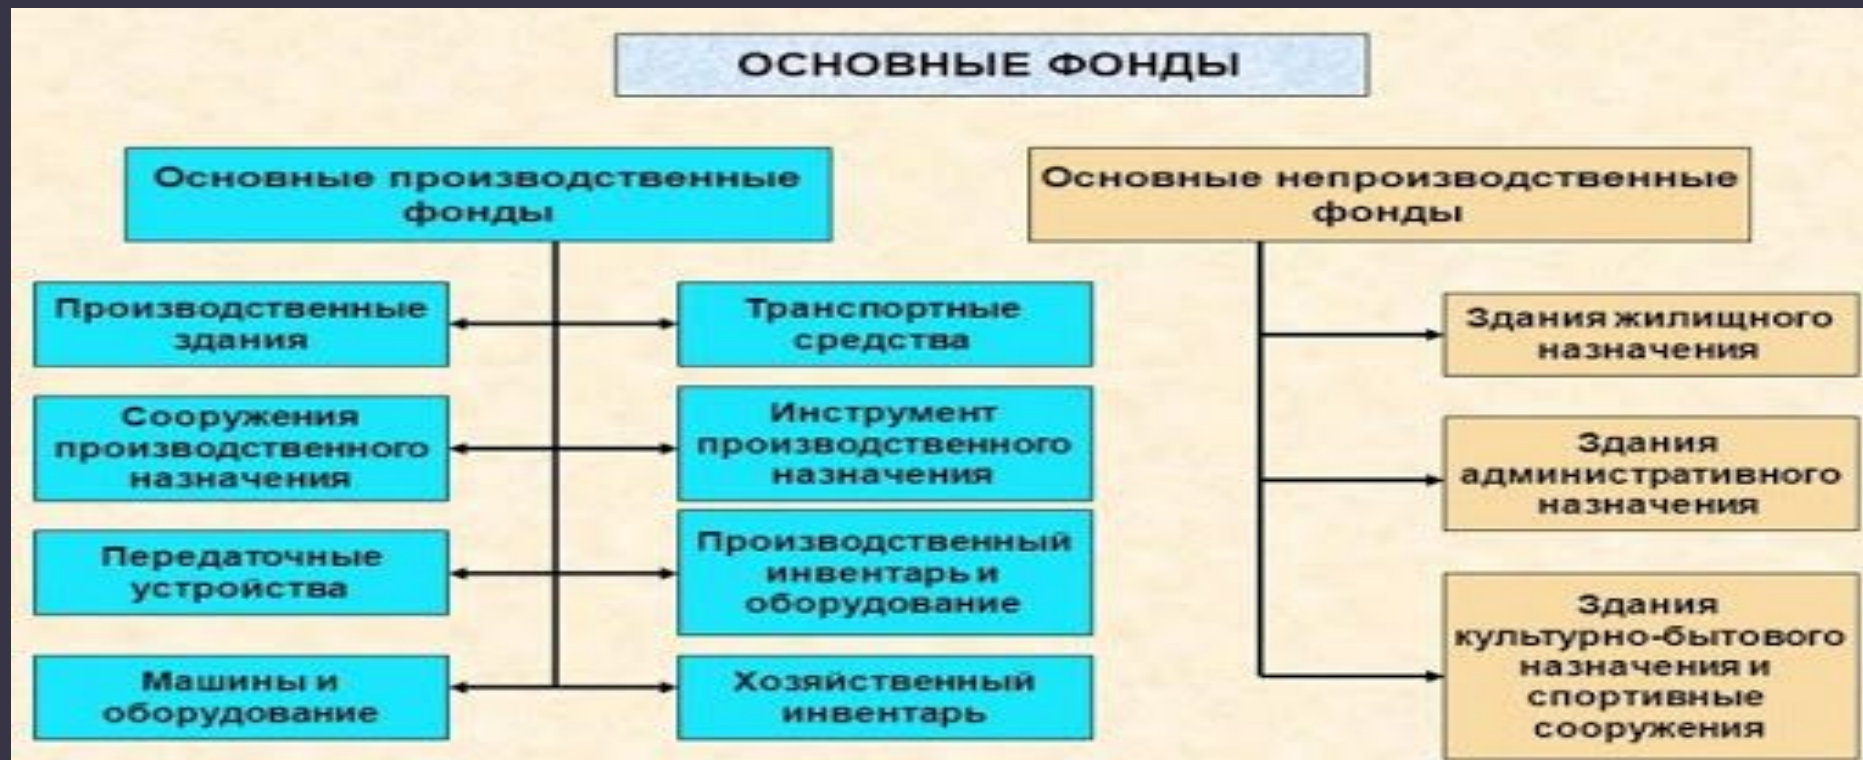 ОСНОВНЫЕ ФОНДЫ
Основные производственные
фонды
Производственные
здания
Сооружения
производственного
назначения
Передаточные
устройства
Машины и
оборудование
Транспортные
средства
Инструмент
производственного
назначения
Производственный
инвентарь и
оборудование
Хозяйственный
инвентарь
Основные непроизводственные
фонды
Здания жилищного
назначения
Здания
административного
назначения
Здания
культурно-бытового
назначения и
спортивные
сооружения